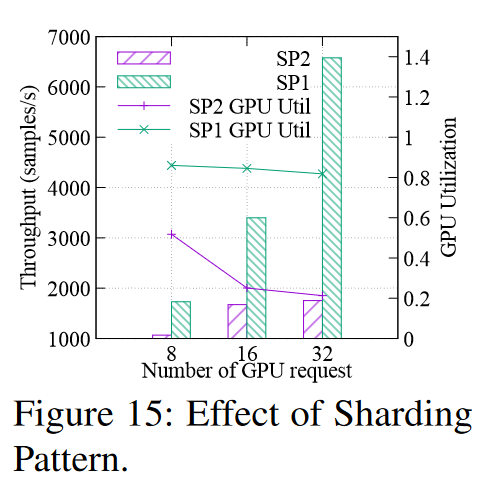 7000
6000
5000
4000
3000
2000
1000
Throughput (samples/s)
SP2
SP1
SP2 GPU Util
SP1 GPU Util
1.4
1.2
1
0.8
0.6
0.4
0.2
0
GPU Utilization
8 16 32
Number of GPU request
Figure 15: Effect of Sharding
Pattern.